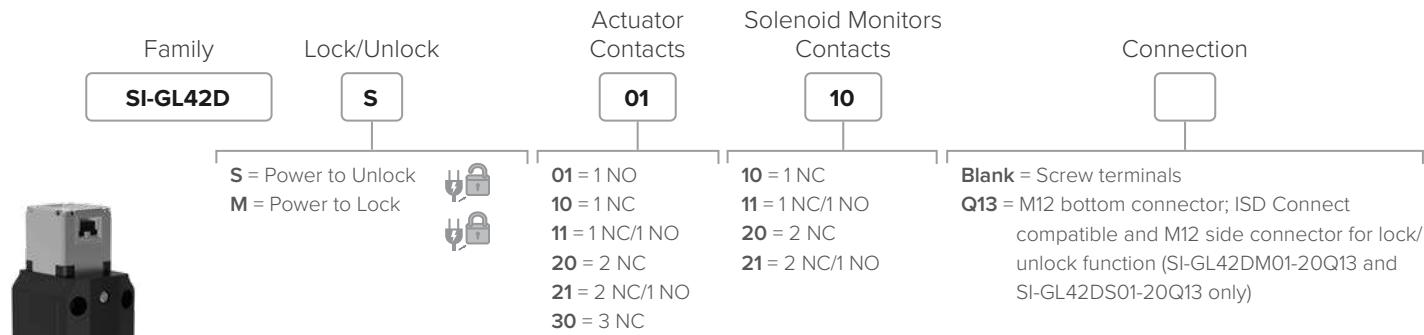 Family
Lock/Unlock
Actuator
Contacts
Solenoid Monitors
Contacts
Connection
SI-GL42D
S
01
10
S = Power to Unlock
M = Power to Lock
01 = 1 NO
10 = 1 NC
11 = 1 NC/1 NO
20 = 2 NC
21 = 2 NC/1 NO
30 = 3 NC
10 = 1 NC
11 = 1 NC/1 NO
20 = 2 NC
21 = 2 NC/1 NO
Blank = Screw terminals
Q13 = M12 bottom connector; ISD Connect
compatible and M12 side connector for lock/
unlock function (SI-GL42DM01-20Q13 and
SI-GL42DS01-20Q13 only)